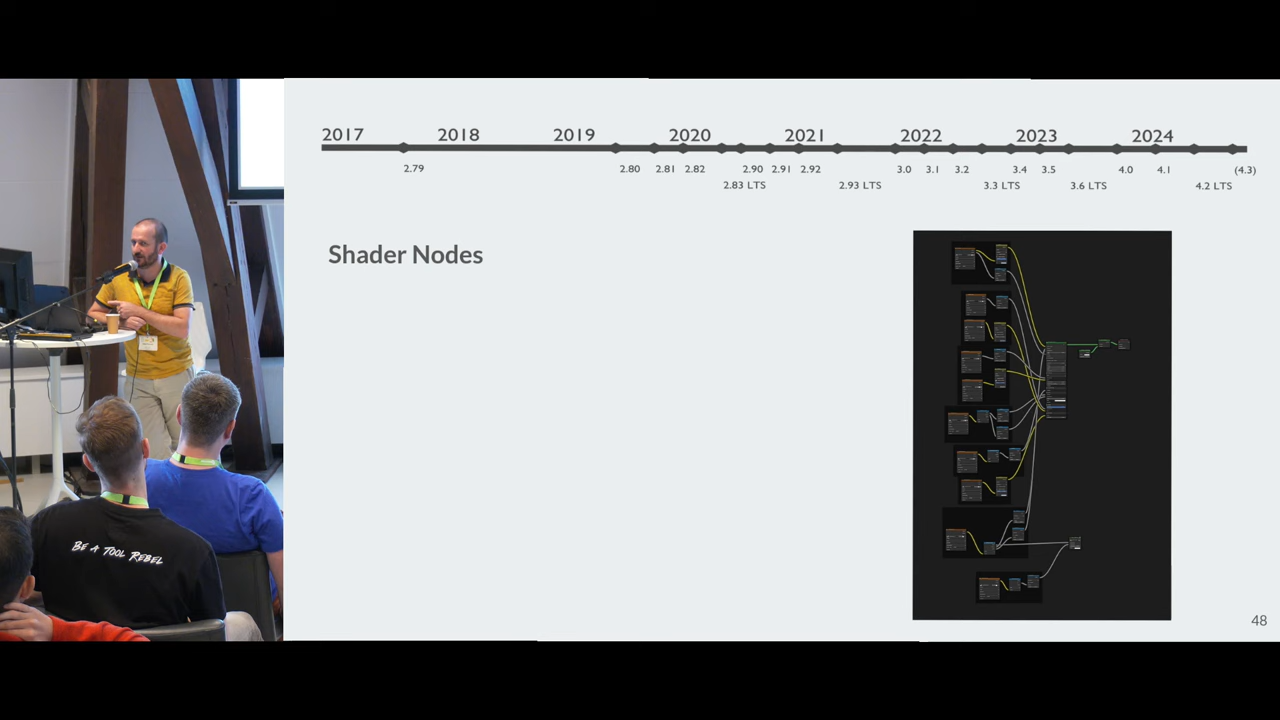 2017 2018 2019 2020 2021 2022 2023 2024
2.79 2.80 2.81 2.82 2.90 2.91 2.92 3.0 3.1 3.2 3.4 3.5 4.0 4.1 (4.3)
2.83 LTS 2.93 LTS 3.3 LTS 3.6 LTS 4.2 LTS
Shader Nodes
BE A TOOL REBEL
48